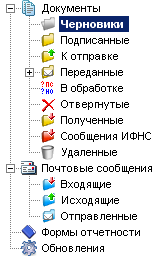 Документы
Черновики
Подписанные
К отправке
Переданные
В обработке
Отвергнутые
Полученные
Сообщения ИФНС
Удаленные
Почтовые сообщения
Входящие
Исходящие
Отправленные
Формы отчетности
Обновления